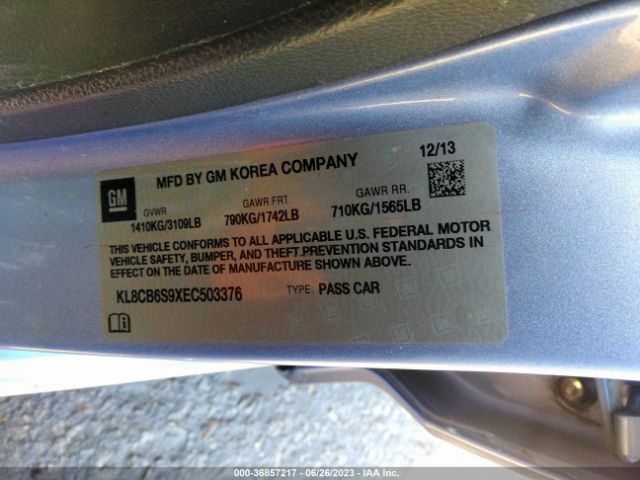 GM
MFD BY GM KOREA COMPANY
12/13
GVWR
GAWR FRT.
GAWR RR.
1410KG/3109LB
790KG/1742LB
710KG/1565LB
THIS VEHICLE CONFORMS TO ALL APPLICABLE U.S. FEDERAL MOTOR
VEHICLE SAFETY, BUMPER, AND THEFT PREVENTION STANDARDS IN
EFFECT ON THE DATE OF MANUFACTURE SHOWN ABOVE.
KL8CB6S9XEC503376
TYPE: PASS CAR
000-36857217 - 06/26/2023 - IAA Inc.